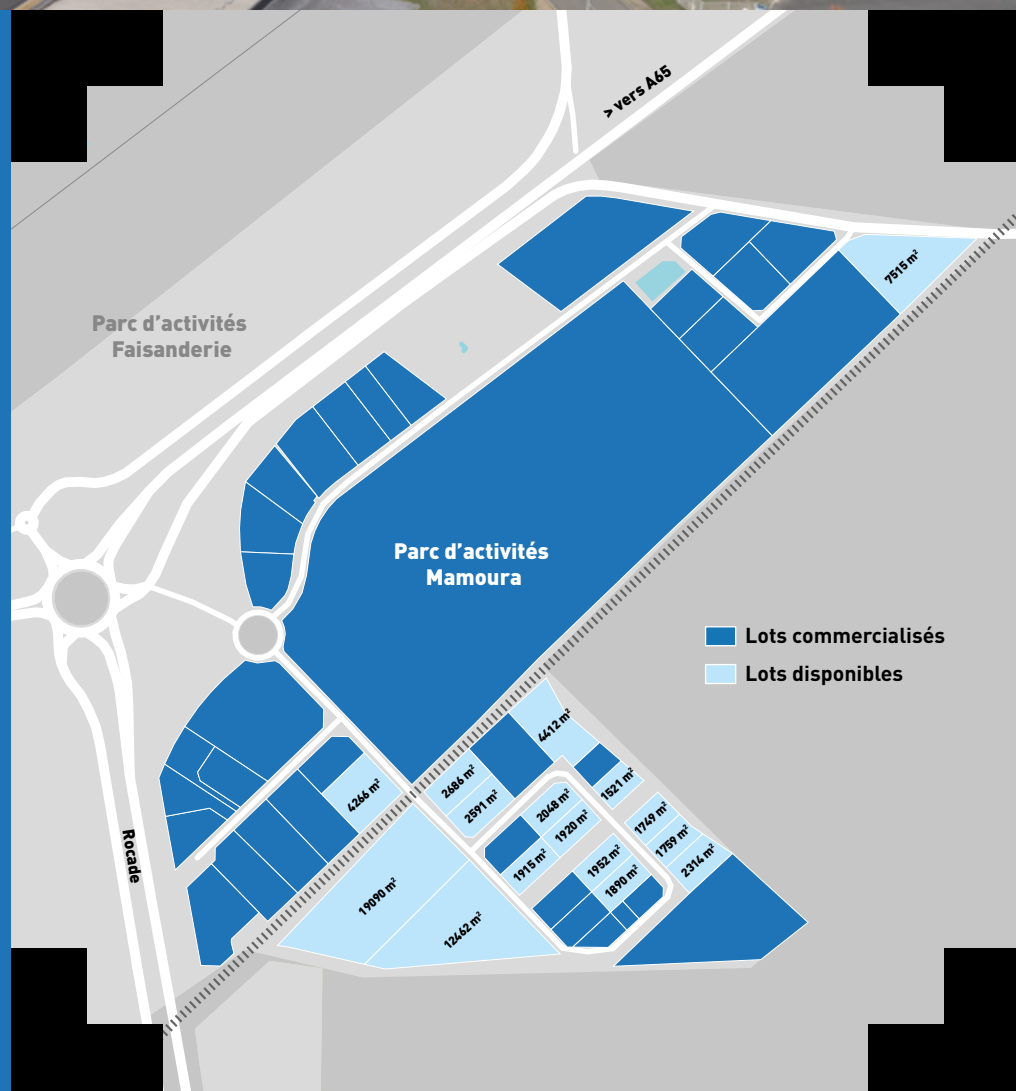 > vers A65
7515 m²
Parc d'activités
Faisanderie
Parc d'activités
Mamoura
Lots commercialisés
Lots disponibles
4412 m²
2686 m²
2591 m²
4266 m²
1521 m²
2048 m²
1920 m²
1915 m²
1749 m²
1759 m²
2314 m²
1952 m²
1890 m²
19090 m²
12462 m²
Rocade